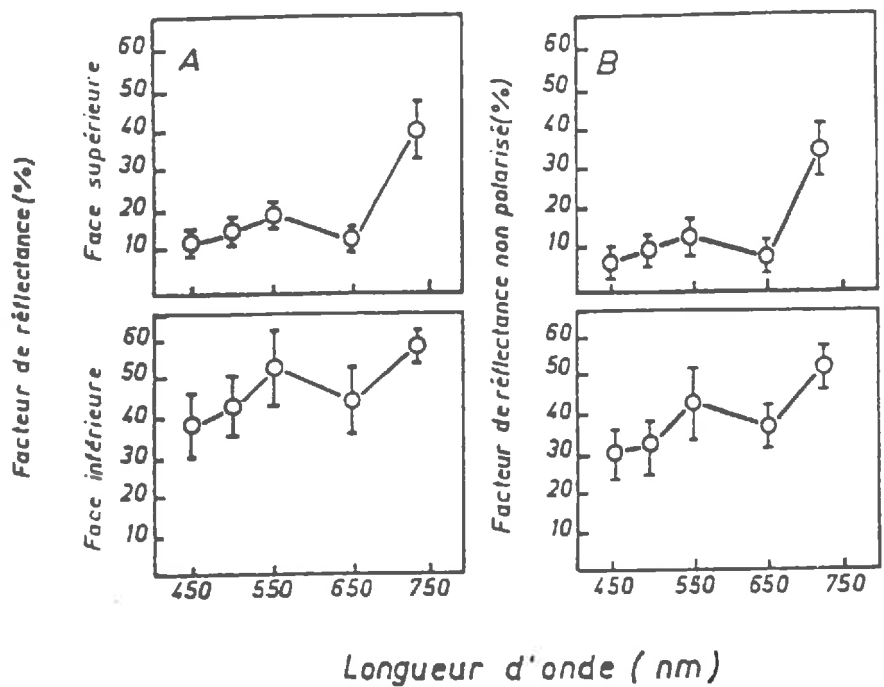 Facteur de réflectance (%)
Face supérieure
60
50
40
30
20
10
A
Facteur de réflectance non polarisé (%)
60
50
40
30
20
10
B
Face inférieure
60
50
40
30
20
10
450 550 650 750
60
50
40
30
20
10
450 550 650 750
Longueur d'onde ( nm )